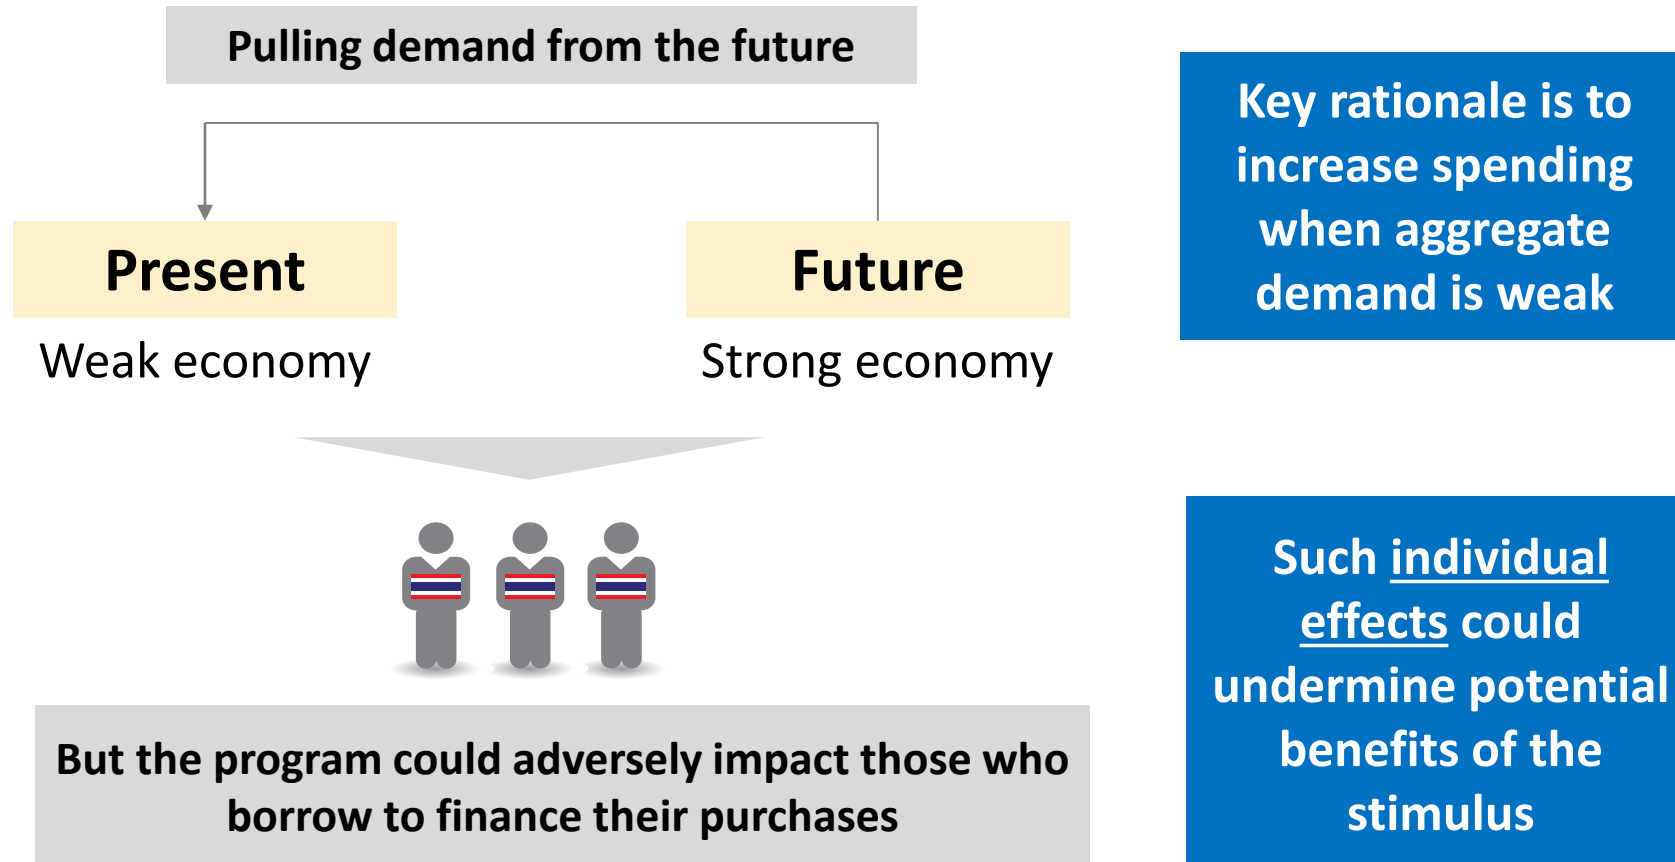 Pulling demand from the future
Key rationale is to
increase spending
when aggregate
demand is weak
Present
Future
Weak economy
Strong economy
Such individual
effects could
undermine potential
benefits of the
stimulus
But the program could adversely impact those who
borrow to finance their purchases